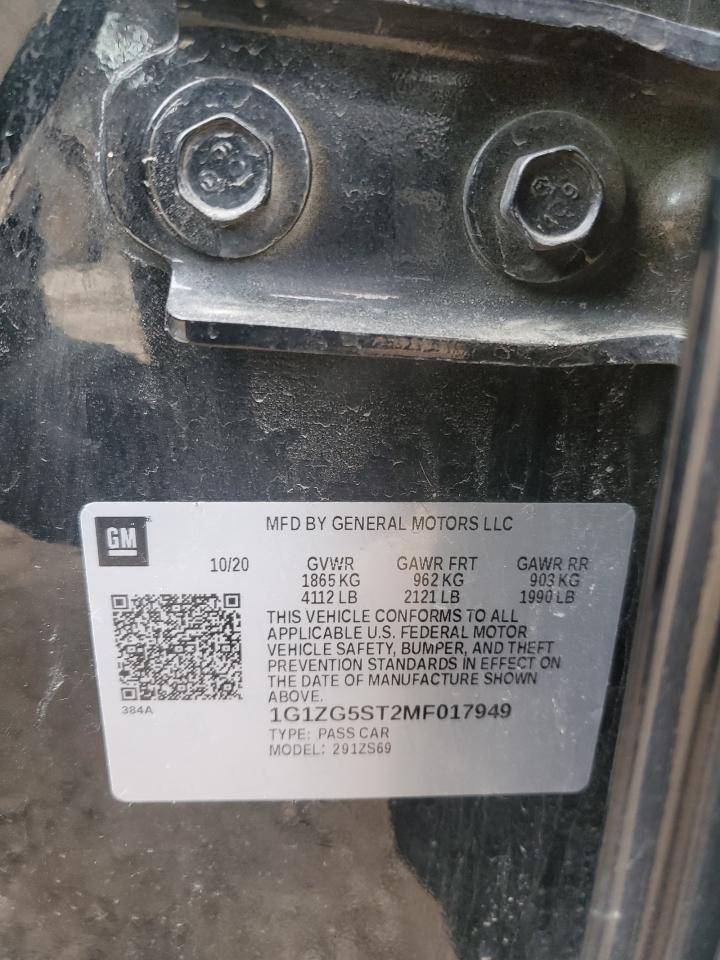 GM
MFD BY GENERAL MOTORS LLC
10/20 GVWR GAWR FRT GAWR RR
1865 KG 962 KG 903 KG
4112 LB 2121 LB 1990 LB
THIS VEHICLE CONFORMS TO ALL
APPLICABLE U.S. FEDERAL MOTOR
VEHICLE SAFETY, BUMPER, AND THEFT
PREVENTION STANDARDS IN EFFECT ON
THE DATE OF MANUFACTURE SHOWN
ABOVE.
384A
1G1ZG5ST2MF017949
TYPE: PASS CAR
MODEL: 291ZS69